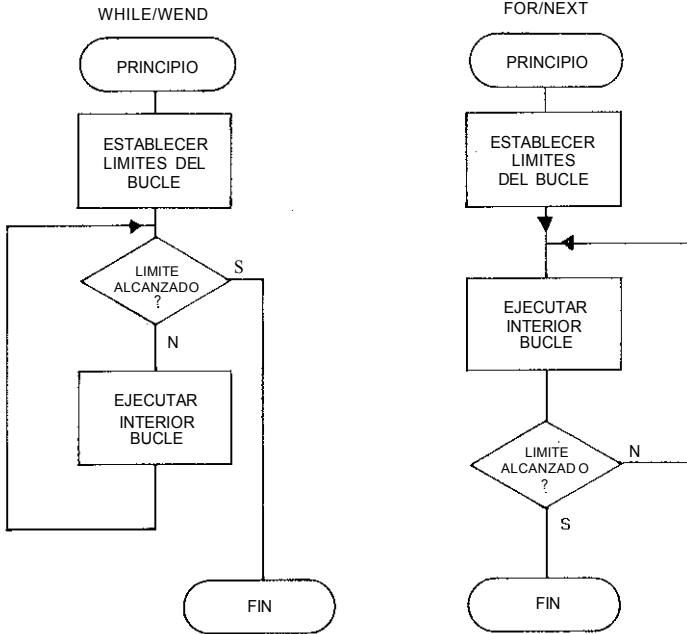 WHILE/WEND
PRINCIPIO
ESTABLECER
LIMITES DEL
BUCLE
LIMITE
ALCANZADO
?
S
N
EJECUTAR
INTERIOR
BUCLE
FIN
FOR/NEXT
PRINCIPIO
ESTABLECER
LIMITES
DEL BUCLE
EJECUTAR
INTERIOR
BUCLE
LIMITE
ALCANZADO
?
N
S
FIN